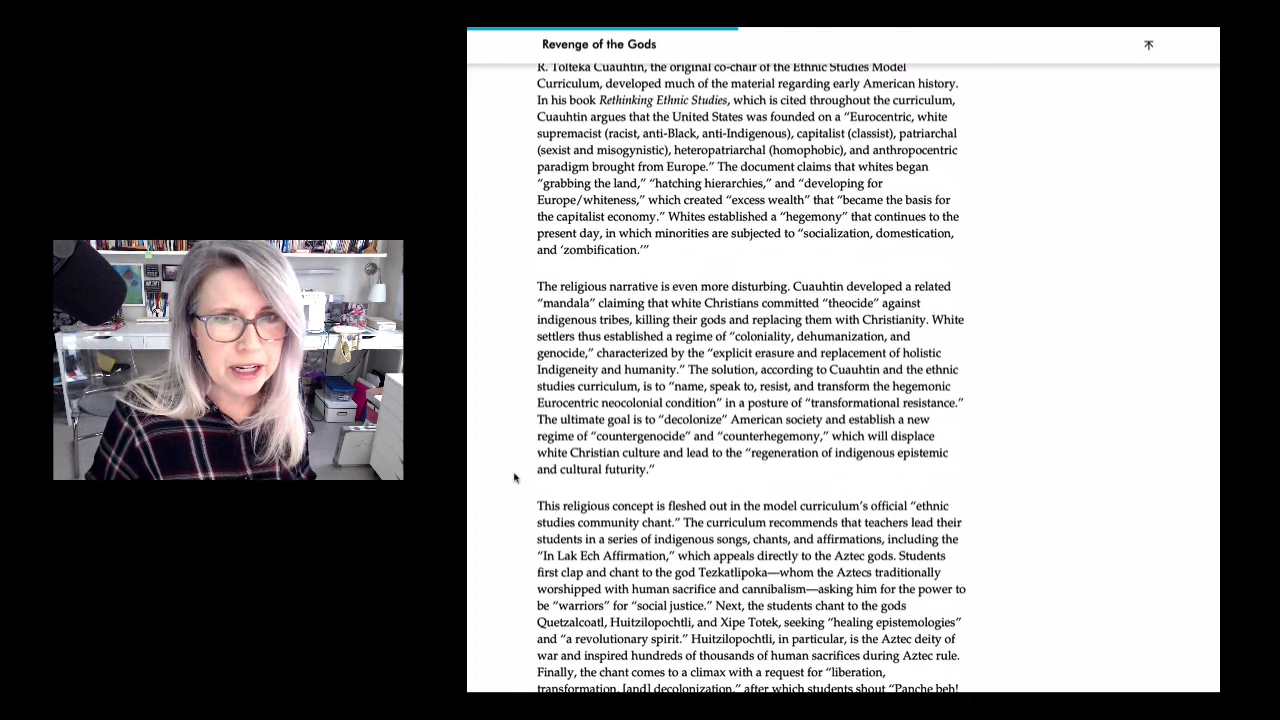 Revenge of the Gods
R. Tolteka Cuauhtin, the original co-chair of the Ethnic Studies Model
Curriculum, developed much of the material regarding early American history.
In his book Rethinking Ethnic Studies, which is cited throughout the curriculum,
Cuauhtin argues that the United States was founded on a “Eurocentric, white
supremacist (racist, anti-Black, anti-Indigenous), capitalist (classist), patriarchal
(sexist and misogynistic), heteropatriarchal (homophobic), and anthropocentric
paradigm brought from Europe.” The document claims that whites began
“grabbing the land,” “hatching hierarchies,” and “developing for
Europe/whiteness,” which created “excess wealth” that “became the basis for
the capitalist economy.” Whites established a “hegemony” that continues to the
present day, in which minorities are subjected to “socialization, domestication,
and ‘zombification.’”
The religious narrative is even more disturbing. Cuauhtin developed a related
“mandala” claiming that white Christians committed “theocide” against
indigenous tribes, killing their gods and replacing them with Christianity. White
settlers thus established a regime of “coloniality, dehumanization, and
genocide,” characterized by the “explicit erasure and replacement of holistic
Indigeneity and humanity.” The solution, according to Cuauhtin and the ethnic
studies curriculum, is to “name, speak to, resist, and transform the hegemonic
Eurocentric neocolonial condition” in a posture of “transformational resistance.”
The ultimate goal is to “decolonize” American society and establish a new
regime of “countergenocide” and “counterhegemony,” which will displace
white Christian culture and lead to the “regeneration of indigenous epistemic
and cultural futurity.”
This religious concept is fleshed out in the model curriculum’s official “ethnic
studies community chant.” The curriculum recommends that teachers lead their
students in a series of indigenous songs, chants, and affirmations, including the
“In Lak Ech Affirmation,” which appeals directly to the Aztec gods. Students
first clap and chant to the god Tezkatlipoka—whom the Aztecs traditionally
worshipped with human sacrifice and cannibalism—asking him for the power to
be “warriors” for “social justice.” Next, the students chant to the gods
Quetzalcoatl, Huitzilopochtli, and Xipe Totek, seeking “healing epistemologies”
and “a revolutionary spirit.” Huitzilopochtli, in particular, is the Aztec deity of
war and inspired hundreds of thousands of human sacrifices during Aztec rule.
Finally, the chant comes to a climax with a request for “liberation,
transformation, [and] decolonization,” after which students shout “Panche beh!